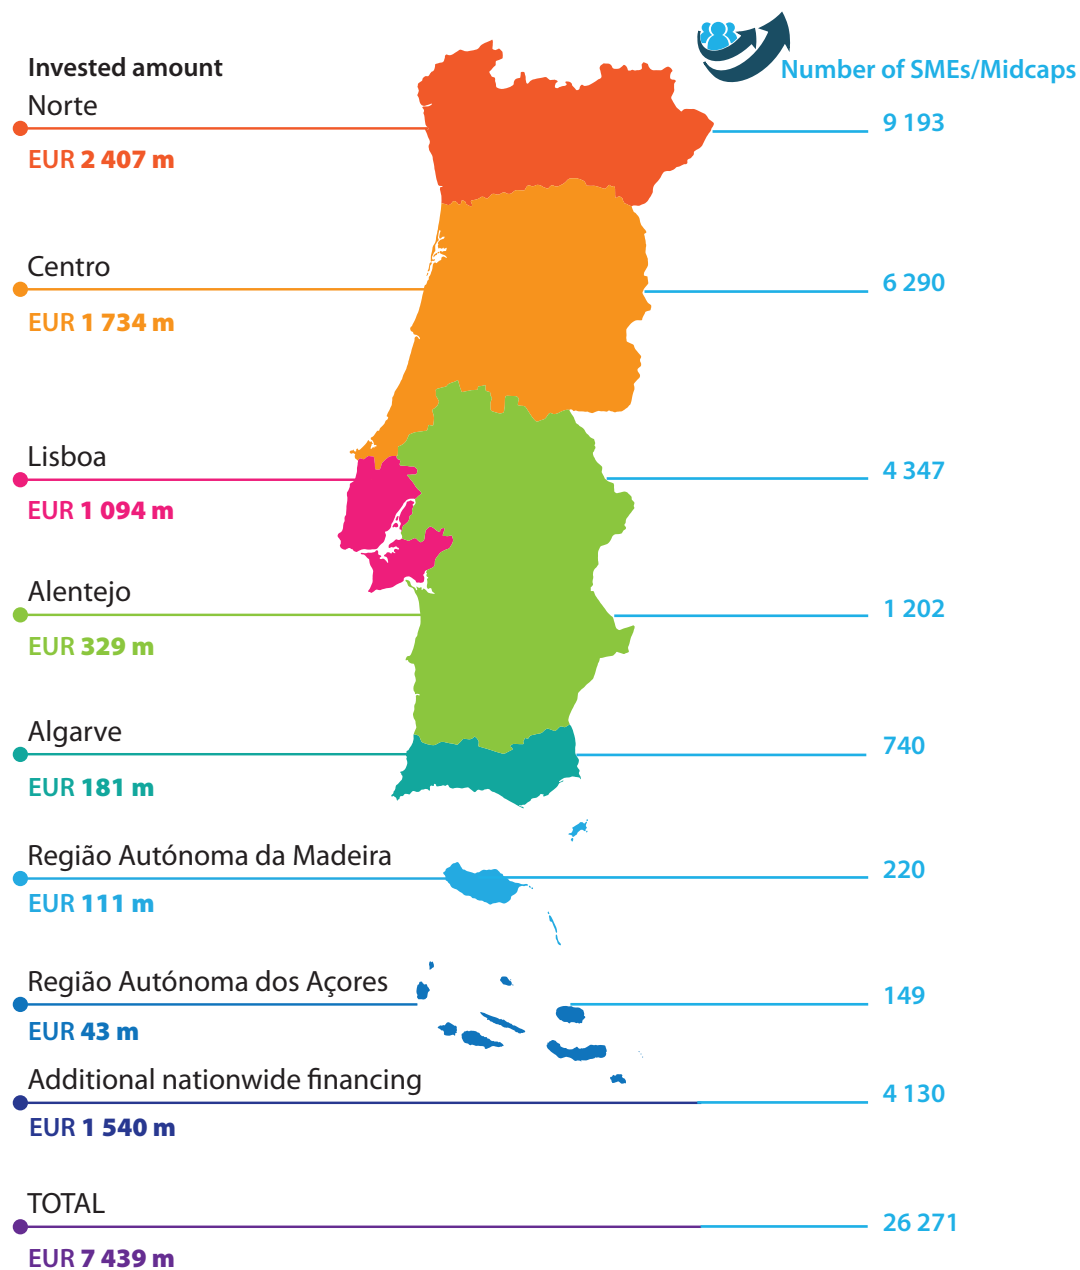 Invested amount
Number of SMEs/Midcaps
Norte
9 193
EUR 2 407 m
Centro
6 290
EUR 1 734 m
Lisboa
4 347
EUR 1 094 m
Alentejo
1 202
EUR 329 m
Algarve
740
EUR 181 m
Região Autónoma da Madeira
220
EUR 111 m
Região Autónoma dos Açores
149
EUR 43 m
Additional nationwide financing
4 130
EUR 1 540 m
TOTAL
26 271
EUR 7 439 m